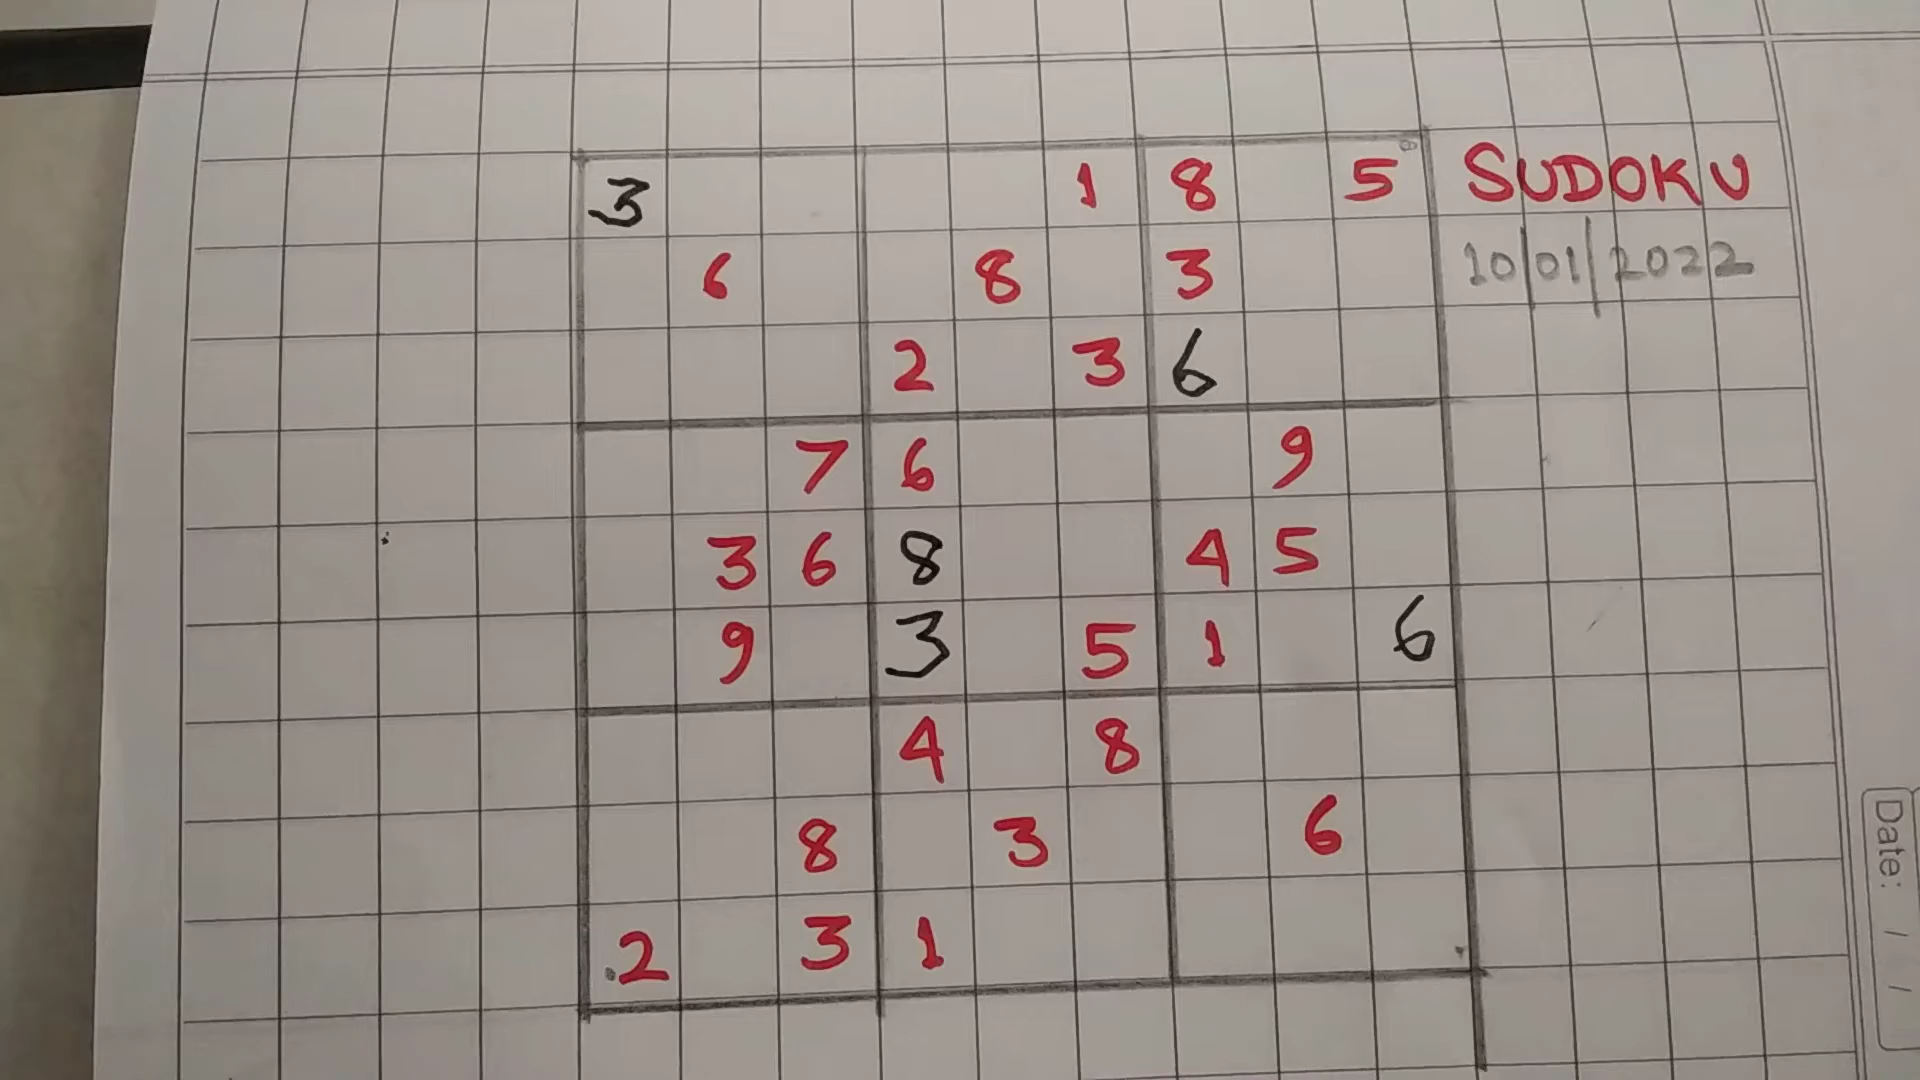 3 1 8 5 SUDOKU
6 8 3 10/01/2022
2 3 6
7 6 9
3 6 8 4 5
9 3 5 1 6
4 8
8 3 6
2 3 1
Date: / /